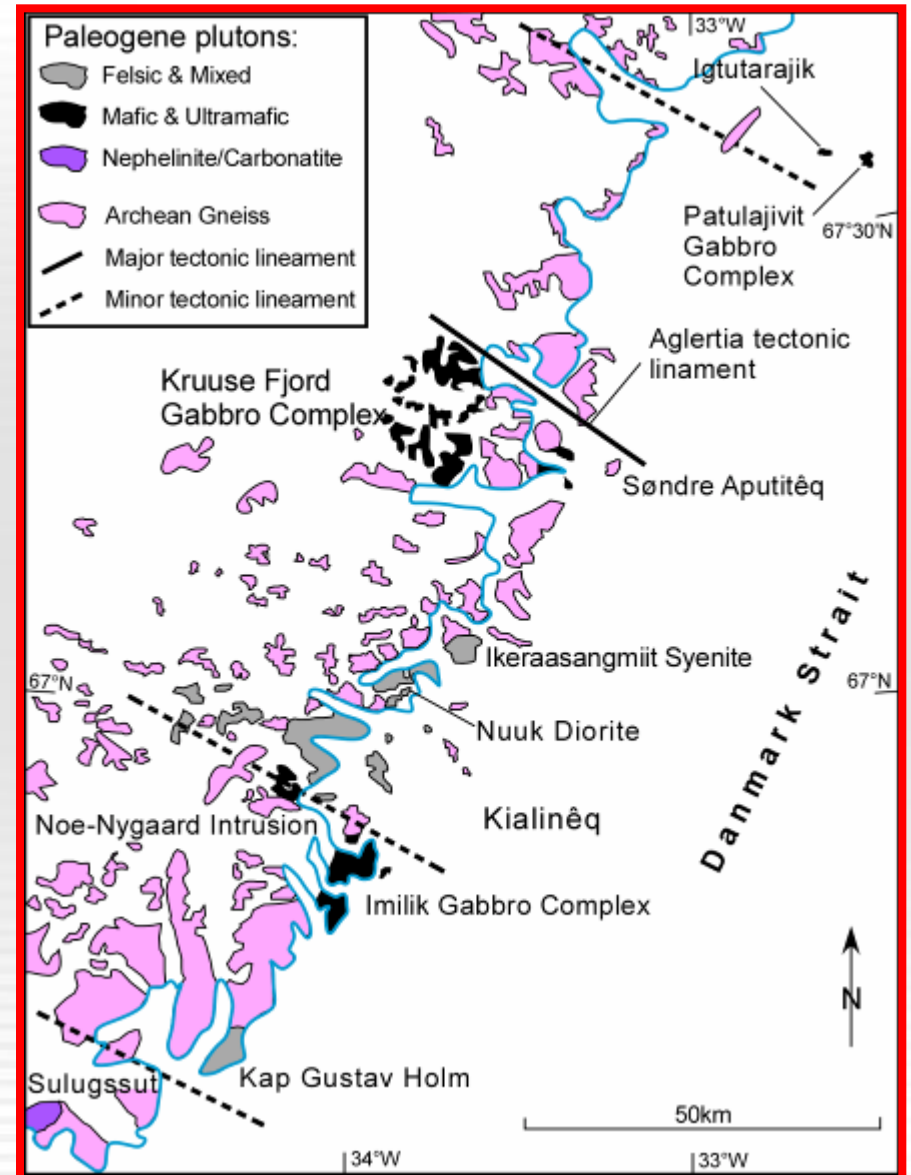 Paleogene plutons:
Felsic & Mixed
Mafic & Ultramafic
Nephelinite/Carbonatite
Archean Gneiss
Major tectonic lineament
Minor tectonic lineament
33°W
Igtutarajik
Patulajivit
Gabbro
Complex
67°30'N
Aglertia tectonic
linament
Kruuse Fjord
Gabbro Complex
Søndre Aputitêq
Danmark Strait
Ikeraasangmiit Syenite
67°N
67°N
Nuuk Diorite
Kialinêq
Noe-Nygaard Intrusion
Imilik Gabbro Complex
N
Sulugssut
Kap Gustav Holm
50km
34°W
33°W